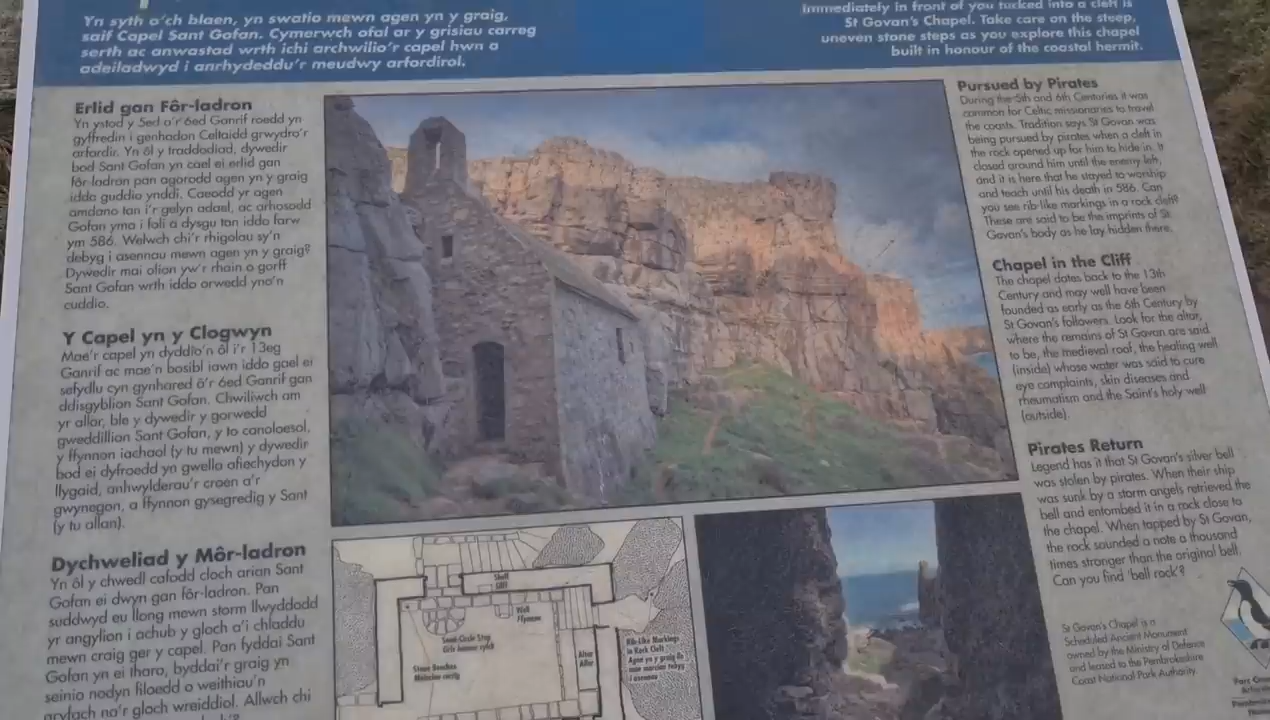 Yn syth o'ch blaen, yn swatio mewn agen yn y graig,
saif Capel Sant Gofan. Cymerwch ofal ar y grisiau carreg
serth ac anwastad wrth ichi archwilio'r capel hwn a
adeiladwyd i anrhydeddu'r meudwy arfordirol.
Immediately in front of you tucked into a cleft is
St Govan's Chapel. Take care on the steep,
uneven stone steps as you explore this chapel
built in honour of the coastal hermit.
Erlid gan Fôr-ladron
Yn ystod y 5ed a'r 6ed Ganrif roedd yn
gyffredin i genhadon Celtaidd grwydro'r
arfordir. Yn ôl y traddodiad, dywedir
bod Sant Gofan yn cael ei erlid gan
fôr-ladron pan agorodd agen yn y graig
iddo guddio ynddi. Caeodd yr agen
amdano tan i'r gelyn adael, ac arhosodd
Gofan yma i foli a dysgu tan iddo farw
ym 586. Welwch chi'r rhigolau sy'n
debyg i asennau mewn agen yn y graig?
Dywedir mai olion yw'r rhain o gorff
Sant Gofan wrth iddo orwedd yno'n
cuddio.
Y Capel yn y Clogwyn
Mae'r capel yn dyddio'n ôl i'r 13eg
Ganrif ac mae'n bosibl iawn iddo gael ei
sefydlu cyn gynhared â'r 6ed Ganrif gan
ddisgyblion Sant Gofan. Chwiliwch am
yr allor, ble y dywedir y gorwedd
gweddillion Sant Gofan, y to canoloesol,
y ffynnon iachaol (y tu mewn) y dywedir
bod ei dyfroedd yn gwella afiechydon y
llygaid, anhwylderau'r croen a'r
gwynegon, a ffynnon gysegredig y Sant
(y tu allan).
Dychweliad y Môr-ladron
Yn ôl y chwedl cafodd cloch arian Sant
Gofan ei dwyn gan fôr-ladron. Pan
suddwyd eu llong mewn storm llwyddodd
yr angylion i achub y gloch a'i chladdu
mewn craig ger y capel. Pan fyddai Sant
Gofan yn ei tharo, byddai'r graig yn
seinio nodyn filoedd o weithiau'n
gryfach na'r gloch wreiddiol. Allwch chi
Pursued by Pirates
During the 5th and 6th Centuries it was
common for Celtic missionaries to travel
the coasts. Tradition says St Govan was
being pursued by pirates when a cleft in
the rock opened up for him to hide in. It
closed around him until the enemy left,
and it is here that he stayed to worship
and teach until his death in 586. Can
you see rib-like markings in a rock cleft?
These are said to be the imprints of St
Govan's body as he lay hidden there.
Chapel in the Cliff
The chapel dates back to the 13th
Century and may well have been
founded as early as the 6th Century by
St Govan's followers. Look for the altar,
where the remains of St Govan are said
to be, the medieval roof, the healing well
(inside) whose water was said to cure
eye complaints, skin diseases and
rheumatism and the Saint's holy well
(outside).
Pirates Return
Legend has it that St Govan's silver bell
was stolen by pirates. When their ship
was sunk by a storm angels retrieved the
bell and entombed it in a rock close to
the chapel. When tapped by St Govan,
the rock sounded a note a thousand
times stronger than the original bell.
Can you find 'bell rock'?
St Govan's Chapel is a
Scheduled Ancient Monument
owned by the Ministry of Defence
and leased to the Pembrokeshire
Coast National Park Authority.
Shelf
Silff
Well
Ffynnon
Semi-Circle Step
Stone Benches
Meinciau carrig
Altar
Allor
Rib-Like Markings
in Rock Cleft